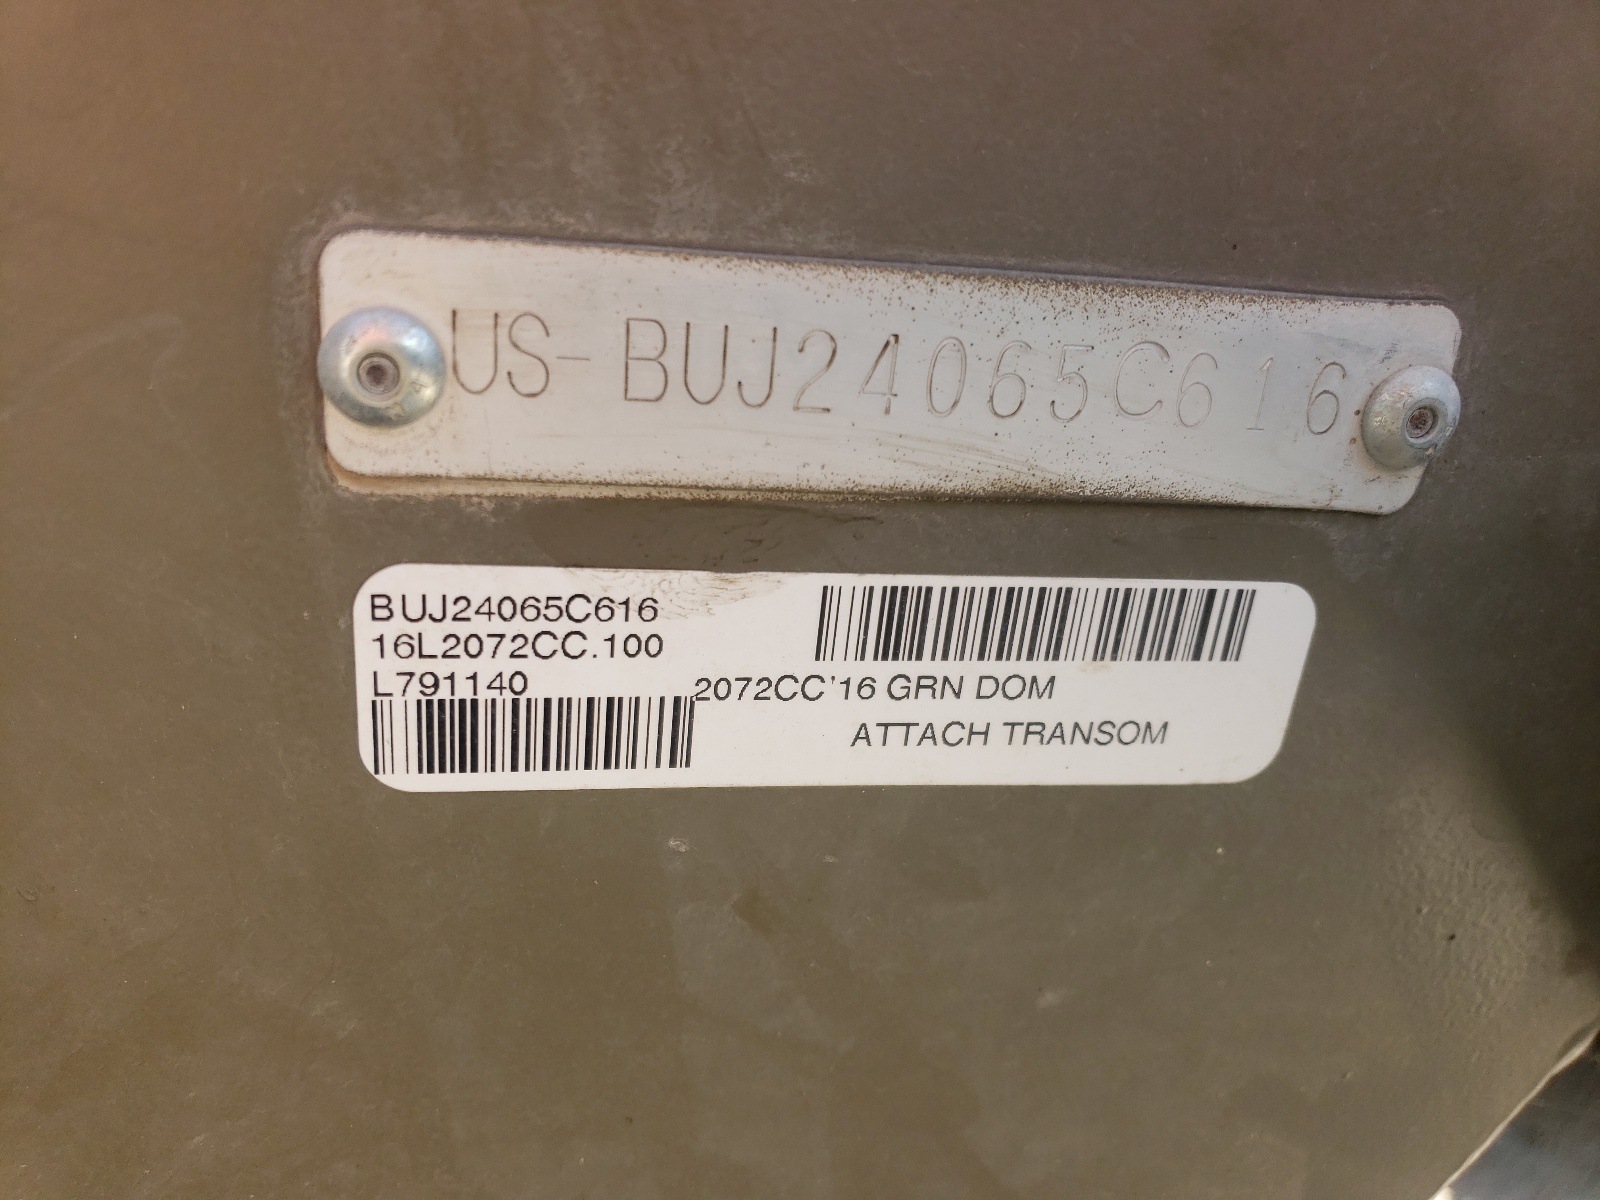 US-BUJ24065C616
BUJ24065C616
16L2072CC.100
L791140
2072CC'16 GRN DOM
ATTACH TRANSOM